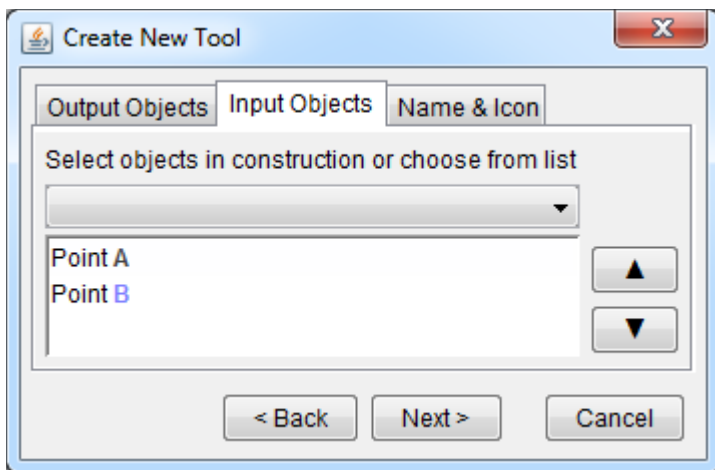 Create New Tool
Output Objects Input Objects Name & Icon
Select objects in construction or choose from list
Point A
Point B
< Back Next > Cancel